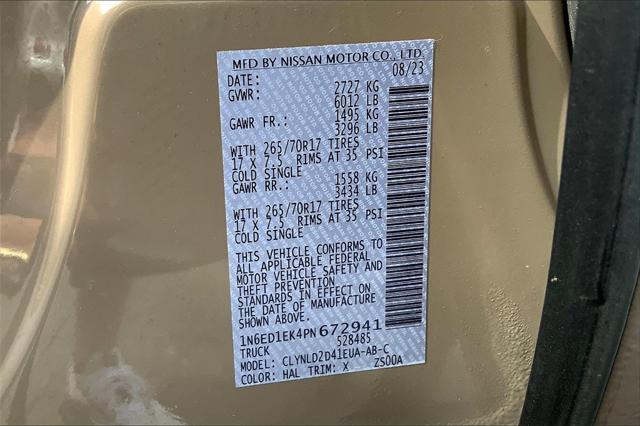 MFD BY NISSAN MOTOR CO., LTD.
DATE: 08/23
GVWR: 2727 KG
6012 LB
GAWR FR.: 1495 KG
3296 LB
WITH 265/70R17 TIRES
17 X 7.5 RIMS AT 35 PSI
COLD SINGLE
GAWR RR.: 1558 KG
3434 LB
WITH 265/70R17 TIRES
17 X 7.5 RIMS AT 35 PSI
COLD SINGLE
THIS VEHICLE CONFORMS TO
ALL APPLICABLE FEDERAL
MOTOR VEHICLE SAFETY AND
THEFT PREVENTION
STANDARDS IN EFFECT ON
THE DATE OF MANUFACTURE
SHOWN ABOVE.
1N6ED1EK4PN672941
TRUCK 528485
MODEL: CLYNLD2D41EUA-AB-C
COLOR: HAL TRIM: X ZS00A